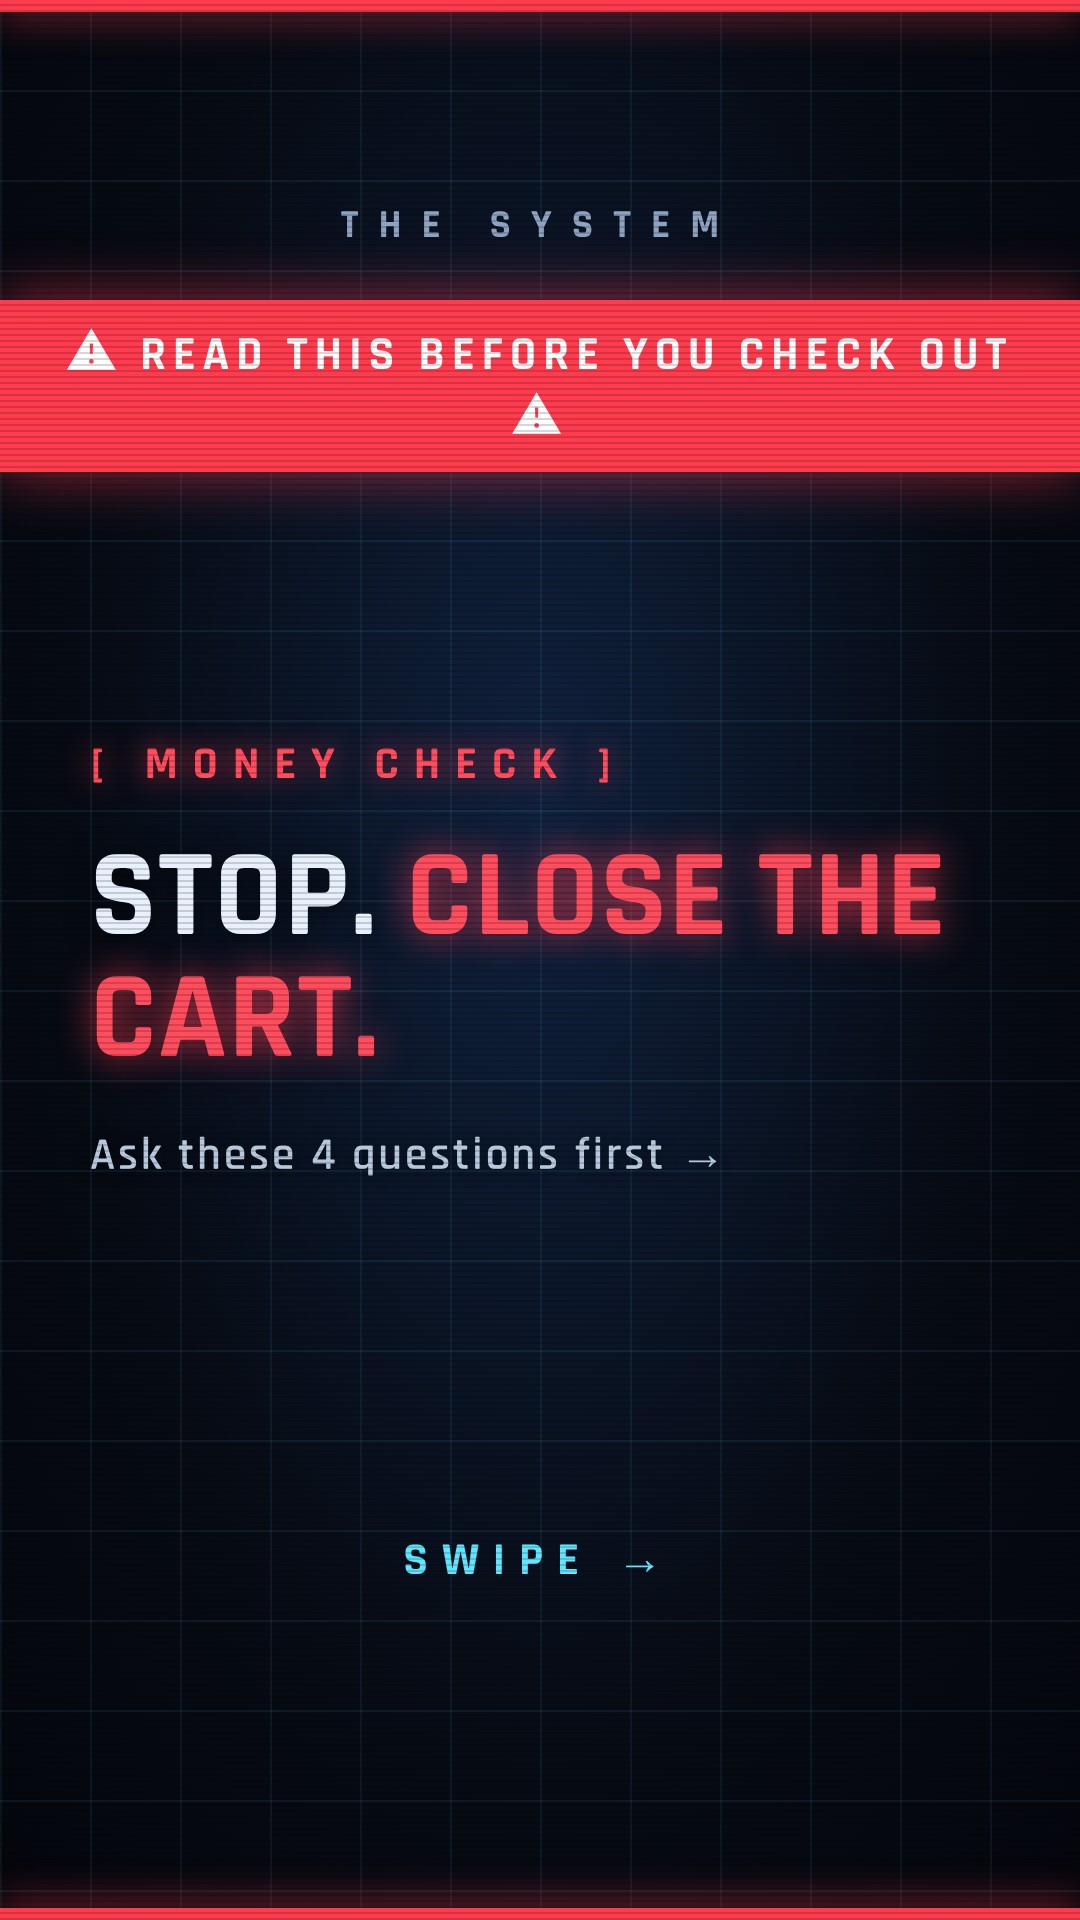 THE SYSTEM
⚠ READ THIS BEFORE YOU CHECK OUT
⚠
[ MONEY CHECK ]
STOP. CLOSE THE
CART.
Ask these 4 questions first →
SWIPE →